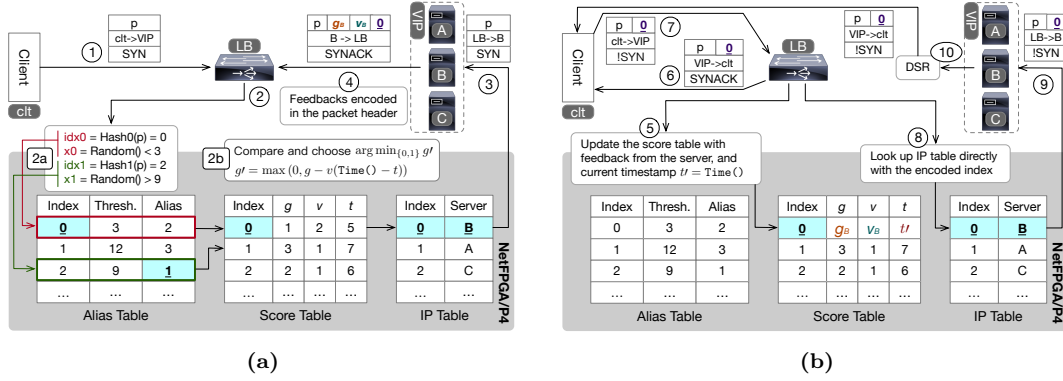 p
clt->VIP
SYN
1
Client
clt
LB
2
p gB vB 0
B -> LB
SYNACK
4
Feedbacks encoded
in the packet header
VIP
A
B
C
p
LB->B
SYN
3
idx0 = Hash0(p) = 0
x0 = Random() < 3
idx1 = Hash1(p) = 2
x1 = Random() > 9
2a
2b
Compare and choose arg min{0,1} g′
g′ = max (0, g − v(Time() − t))
Index Thresh. Alias
0 3 2
1 12 3
2 9 1
... ... ...
Alias Table
Index g v t
0 1 2 5
1 3 1 7
2 2 1 6
... ... ... ...
Score Table
Index Server
0 B
1 A
2 C
... ...
IP Table
NetFPGA/P4
(a)
Client
clt
p 0
clt->VIP
!SYN
7
p 0
VIP->clt
SYNACK
6
LB
p 0
VIP->clt
!SYN
DSR
10
VIP
A
B
C
p 0
LB->B
!SYN
9
5
Update the score table with
feedback from the server, and
current timestamp t′ = Time()
8
Look up IP table directly
with the encoded index
Index Thresh. Alias
0 3 2
1 12 3
2 9 1
... ... ...
Alias Table
Index g v t
0 gB vB t′
1 3 1 7
2 2 1 6
... ... ... ...
Score Table
Index Server
0 B
1 A
2 C
... ...
IP Table
NetFPGA/P4
(b)